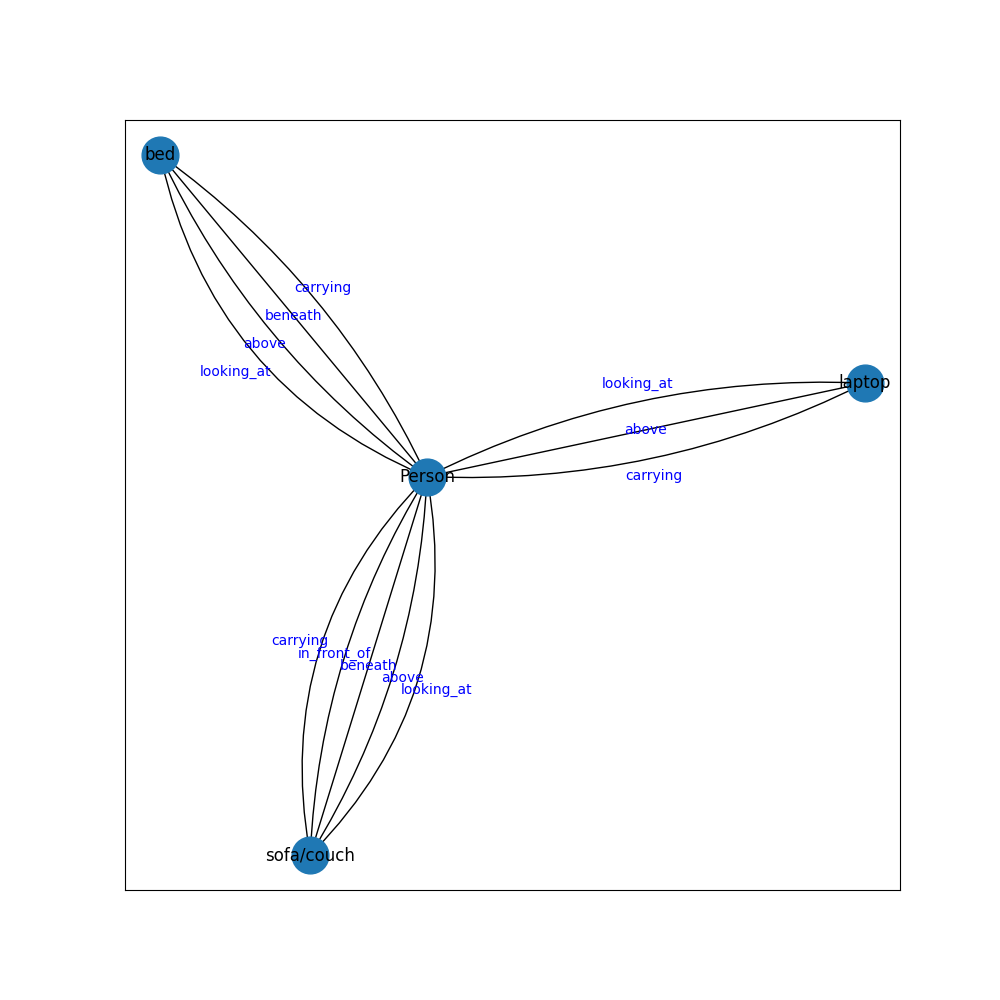 bed
carrying
beneath
above
looking_at
looking_at
laptop
above
carrying
Person
carrying
in_front_of
beneath
above
looking_at
sofa/couch